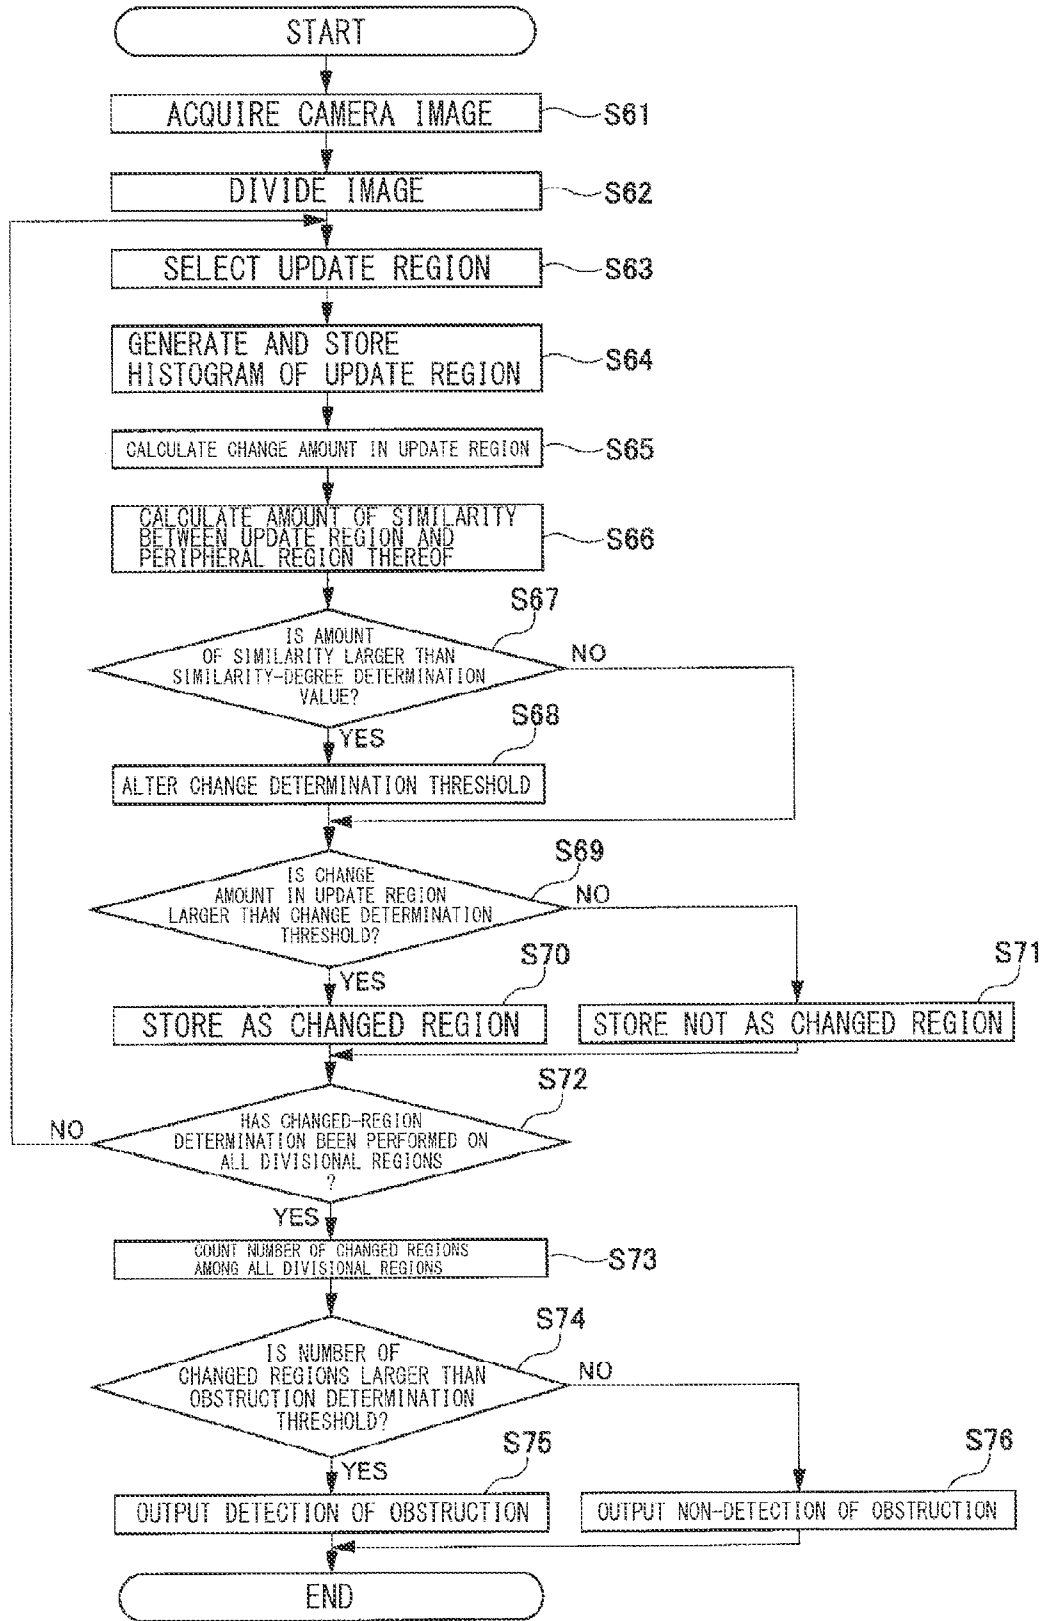 START
ACQUIRE CAMERA IMAGE
S61
DIVIDE IMAGE
S62
SELECT UPDATE REGION
S63
GENERATE AND STORE
HISTOGRAM OF UPDATE REGION
S64
CALCULATE CHANGE AMOUNT IN UPDATE REGION
S65
CALCULATE AMOUNT OF SIMILARITY
BETWEEN UPDATE REGION AND
PERIPHERAL REGION THEREOF
S66
S67
IS AMOUNT
OF SIMILARITY LARGER THAN
SIMILARITY-DEGREE DETERMINATION
VALUE?
NO
YES
S68
ALTER CHANGE DETERMINATION THRESHOLD
S69
IS CHANGE
AMOUNT IN UPDATE REGION
LARGER THAN CHANGE DETERMINATION
THRESHOLD?
NO
YES
S70
STORE AS CHANGED REGION
S71
STORE NOT AS CHANGED REGION
S72
HAS CHANGED-REGION
DETERMINATION BEEN PERFORMED ON
ALL DIVISIONAL REGIONS
?
NO
YES
COUNT NUMBER OF CHANGED REGIONS
AMONG ALL DIVISIONAL REGIONS
S73
S74
IS NUMBER OF
CHANGED REGIONS LARGER THAN
OBSTRUCTION DETERMINATION
THRESHOLD?
NO
YES
S75
OUTPUT DETECTION OF OBSTRUCTION
S76
OUTPUT NON-DETECTION OF OBSTRUCTION
END